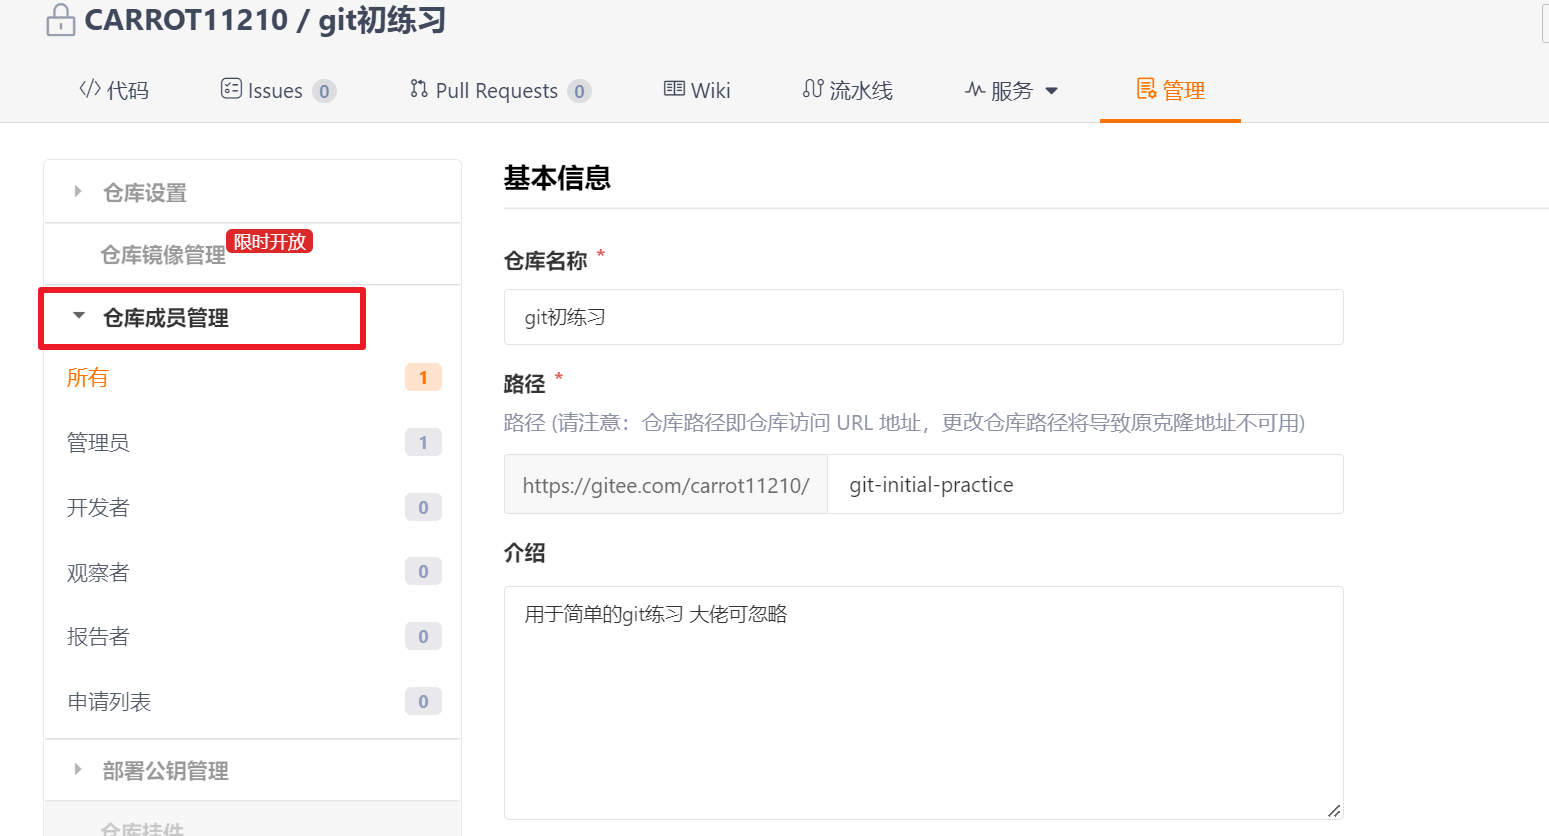 CARROT11210 / git初练习
代码 Issues 0 Pull Requests 0 Wiki 流水线 服务 管理
仓库设置
仓库镜像管理 限时开放
仓库成员管理
所有 1
管理员 1
开发者 0
观察者 0
报告者 0
申请列表 0
部署公钥管理
仓库挂件
基本信息
仓库名称 *
git初练习
路径 *
路径 (请注意：仓库路径即仓库访问 URL 地址，更改仓库路径将导致原克隆地址不可用)
https://gitee.com/carrot11210/ git-initial-practice
介绍
用于简单的git练习 大佬可忽略